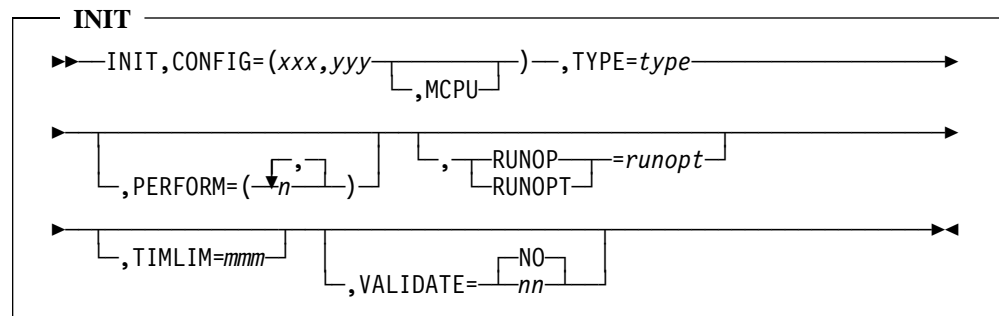 INIT
INIT,CONFIG=(xxx,yyy ) ,TYPE=type
,MCPU
, RUNOP =runopt
,PERFORM=( n ) RUNOPT
,
,TIMLIM=mmm NO
,VALIDATE= nn